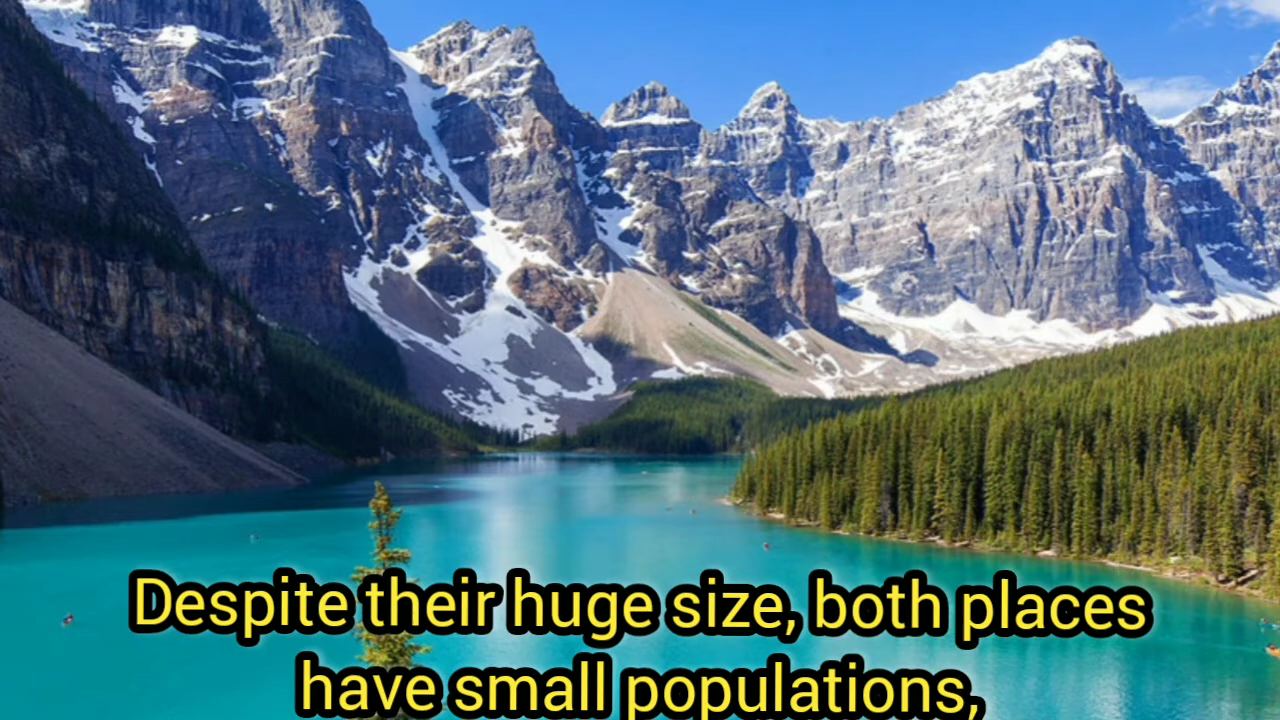 Despite their huge size, both places
have small populations,